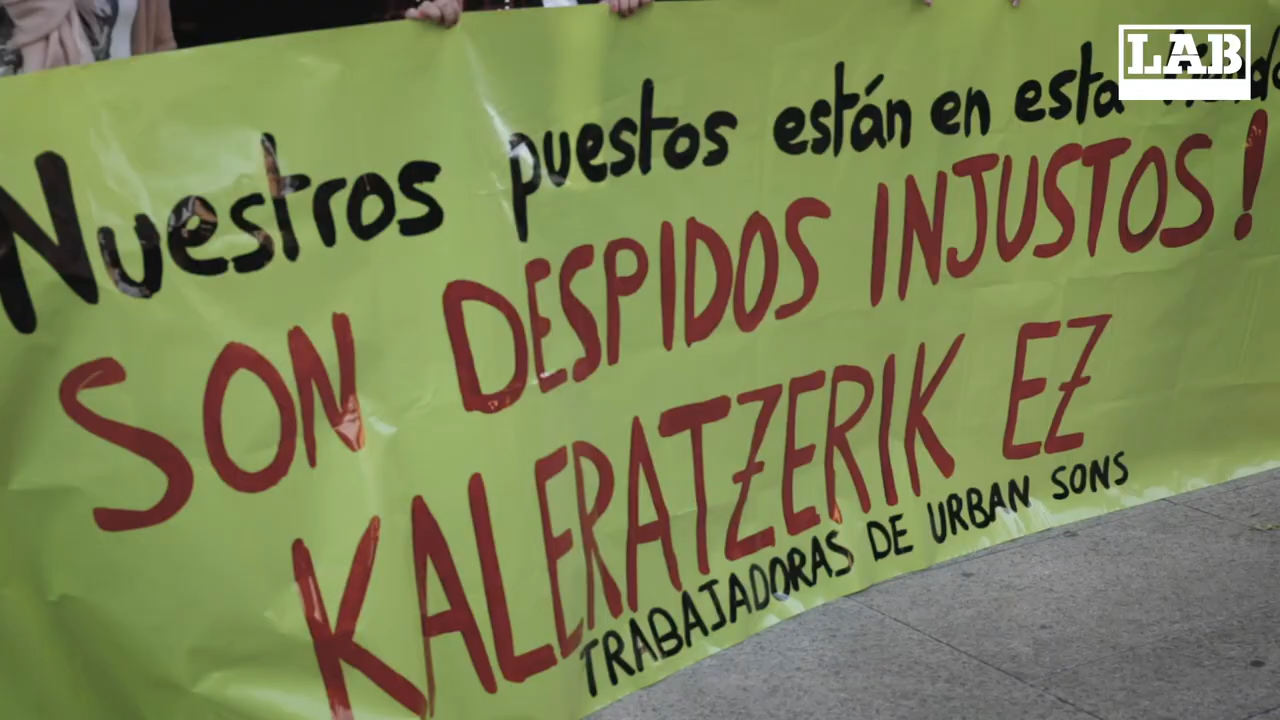 LAB
Nuestros puestos están en esta
SON DESPIDOS INJUSTOS!
KALERATZERIK EZ
TRABAJADORAS DE URBAN SONS